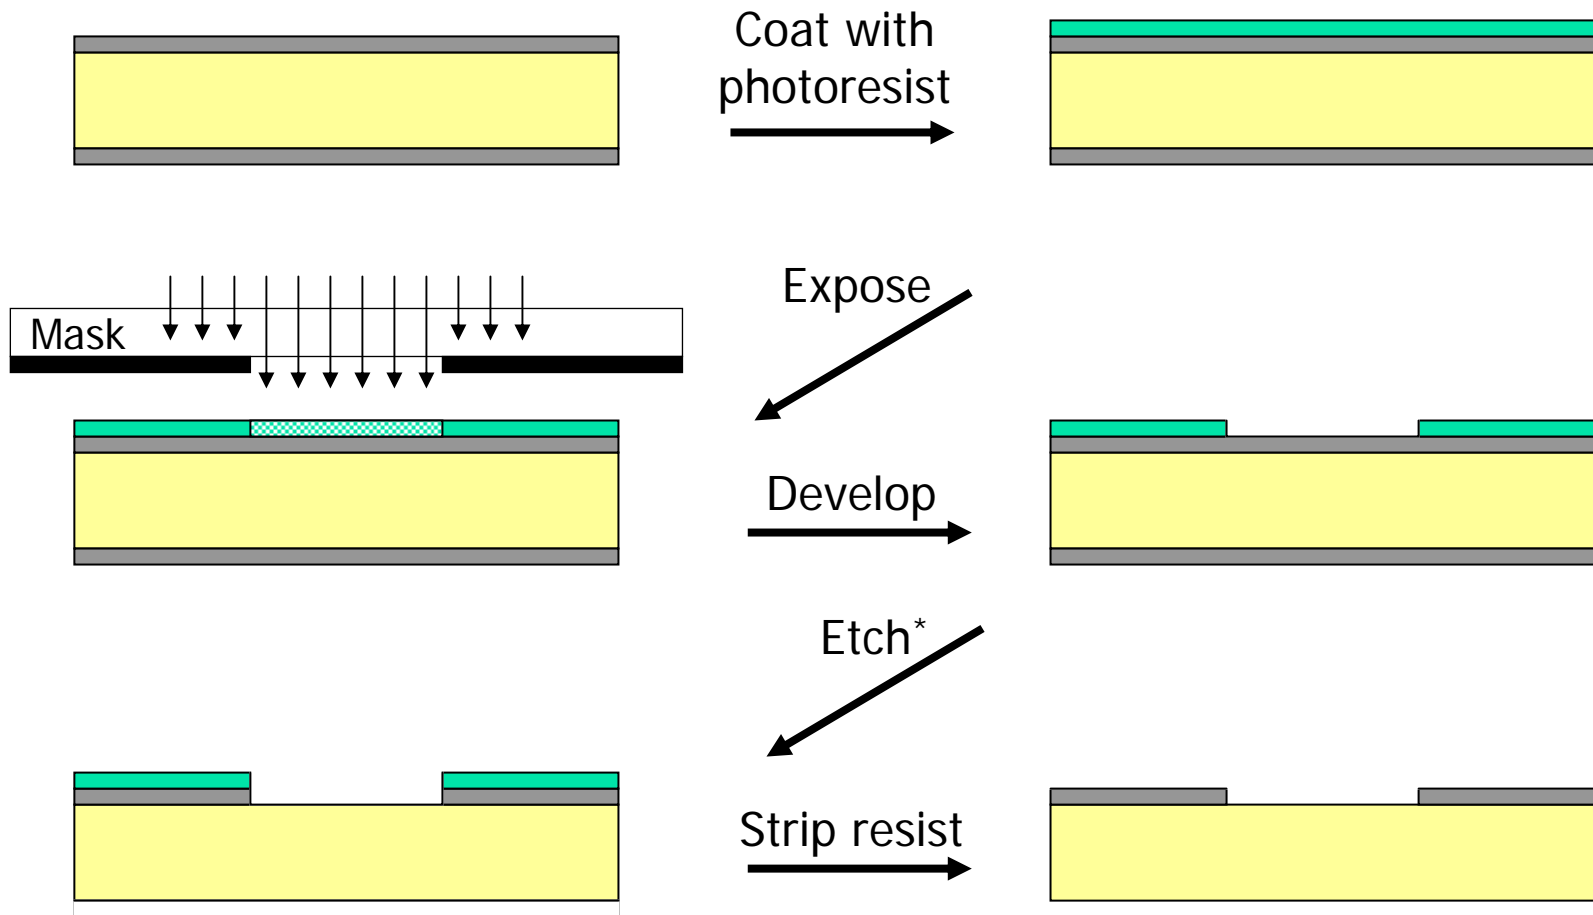 Coat with
photoresist
Expose
Mask
Develop
Etch*
Strip resist